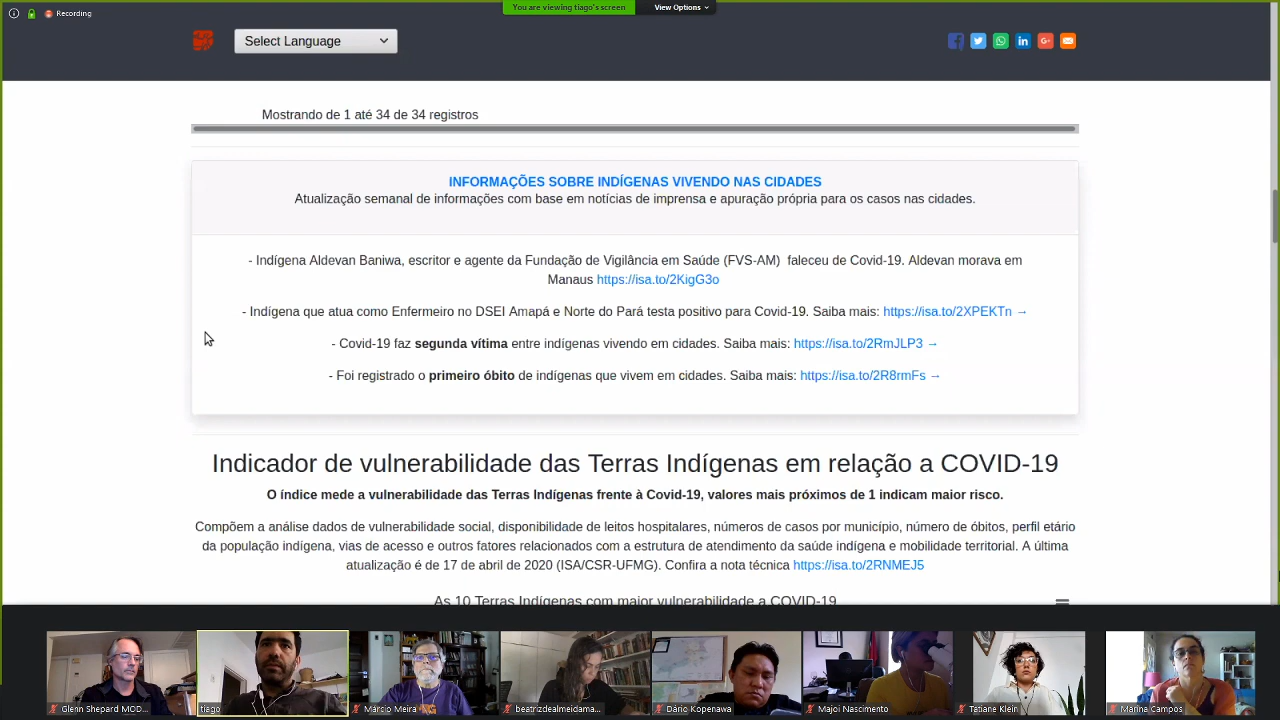 Recording
You are viewing tiago's screen
View Options
Select Language
Mostrando de 1 até 34 de 34 registros
INFORMAÇÕES SOBRE INDÍGENAS VIVENDO NAS CIDADES
Atualização semanal de informações com base em notícias de imprensa e apuração própria para os casos nas cidades.
- Indígena Aldevan Baniwa, escritor e agente da Fundação de Vigilância em Saúde (FVS-AM) faleceu de Covid-19. Aldevan morava em
Manaus https://isa.to/2KigG3o
- Indígena que atua como Enfermeiro no DSEI Amapá e Norte do Pará testa positivo para Covid-19. Saiba mais: https://isa.to/2XPEKTn →
- Covid-19 faz segunda vítima entre indígenas vivendo em cidades. Saiba mais: https://isa.to/2RmJLP3 →
- Foi registrado o primeiro óbito de indígenas que vivem em cidades. Saiba mais: https://isa.to/2R8rmFs →
Indicador de vulnerabilidade das Terras Indígenas em relação a COVID-19
O índice mede a vulnerabilidade das Terras Indígenas frente à Covid-19, valores mais próximos de 1 indicam maior risco.
Compõem a análise dados de vulnerabilidade social, disponibilidade de leitos hospitalares, números de casos por município, número de óbitos, perfil etário
da população indígena, vias de acesso e outros fatores relacionados com a estrutura de atendimento da saúde indígena e mobilidade territorial. A última
atualização é de 17 de abril de 2020 (ISA/CSR-UFMG). Confira a nota técnica https://isa.to/2RNMEJ5
As 10 Terras Indígenas com maior vulnerabilidade a COVID-19
Glenn Shepard MOD...
tiago
Márcio Meira
beatrizdealmeidama...
Dário Kopenawa
Majoí Nascimento
Tatiane Klein
Marina Campos